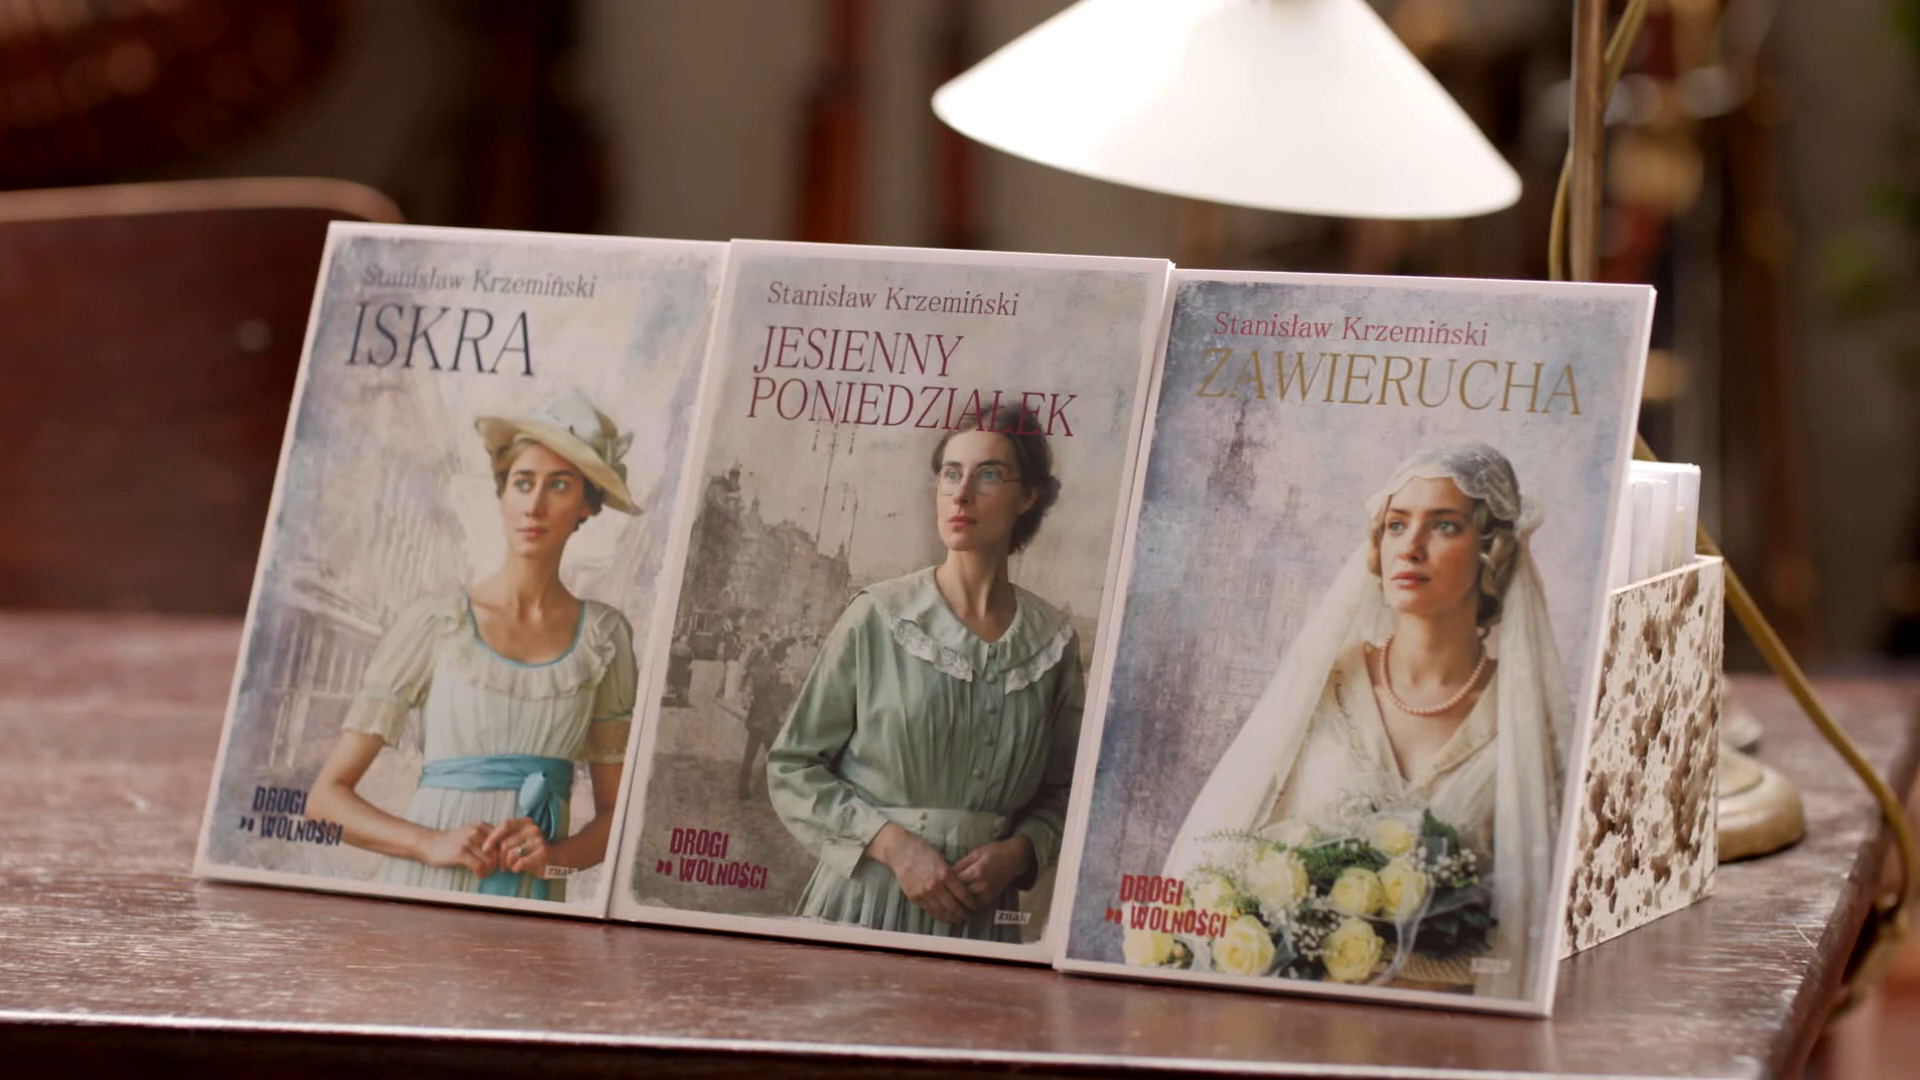 Stanisław Krzemiński
ISKRA
DROGI
DO WOLNOŚCI
znak
Stanisław Krzemiński
JESIENNY
PONIEDZIAŁEK
DROGI
DO WOLNOŚCI
znak
Stanisław Krzemiński
ZAWIERUCHA
DROGI
DO WOLNOŚCI